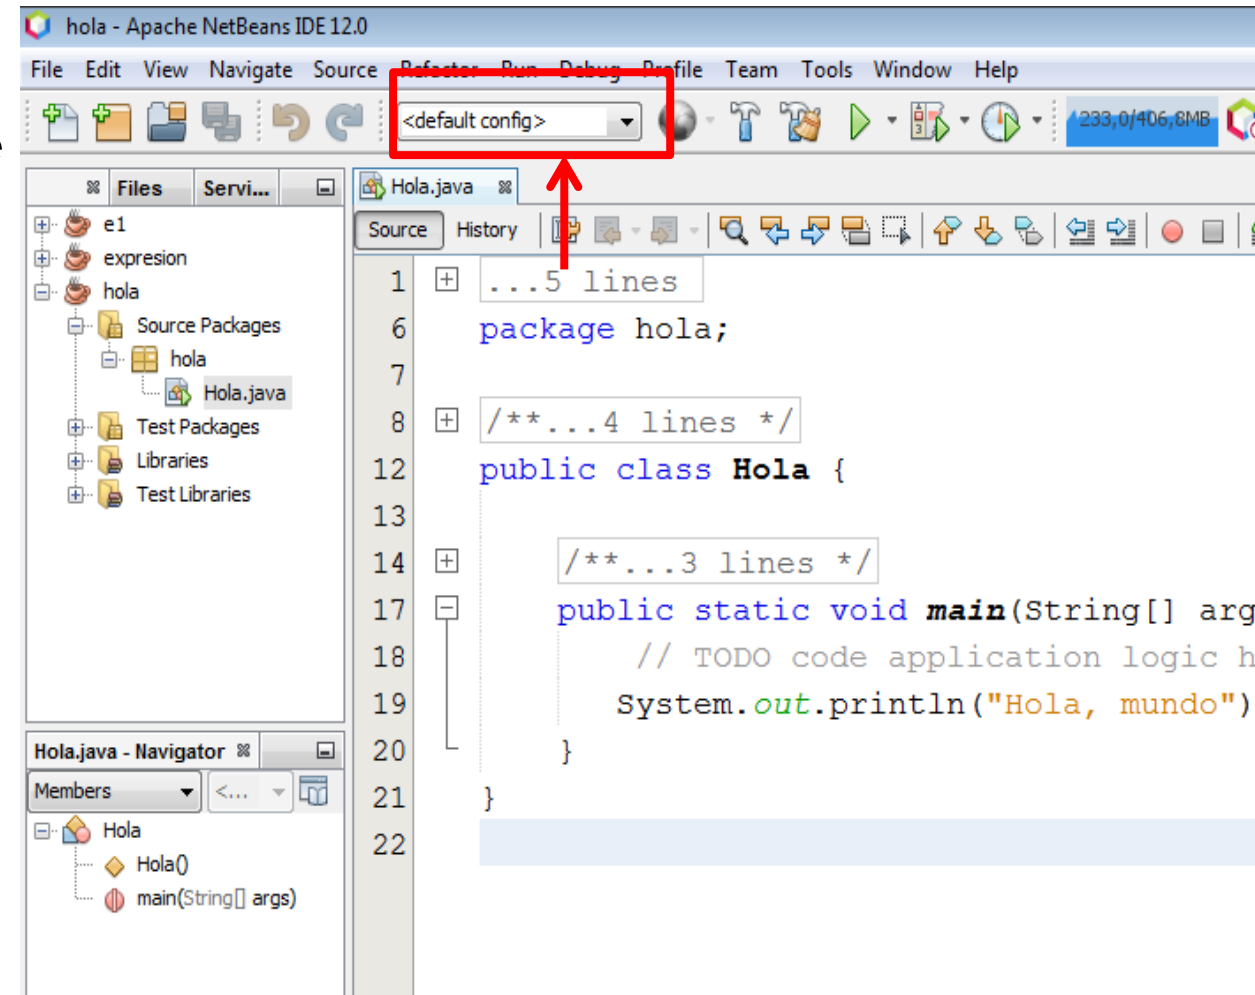 hola - Apache NetBeans IDE 12.0
File Edit View Navigate Source Refactor Run Debug Profile Team Tools Window Help
<default config>
233,0/406,8MB
Files Servi...
e1
expresion
hola
Source Packages
hola
Hola.java
Test Packages
Libraries
Test Libraries
Hola.java - Navigator
Members <...
Hola
Hola()
main(String[] args)
Hola.java
Source History
1 ...5 lines
6 package hola;
7
8 /**...4 lines */
12 public class Hola {
13
14 /**...3 lines */
17 public static void main(String[] arg
18 // TODO code application logic h
19 System.out.println("Hola, mundo")
20 }
21 }
22